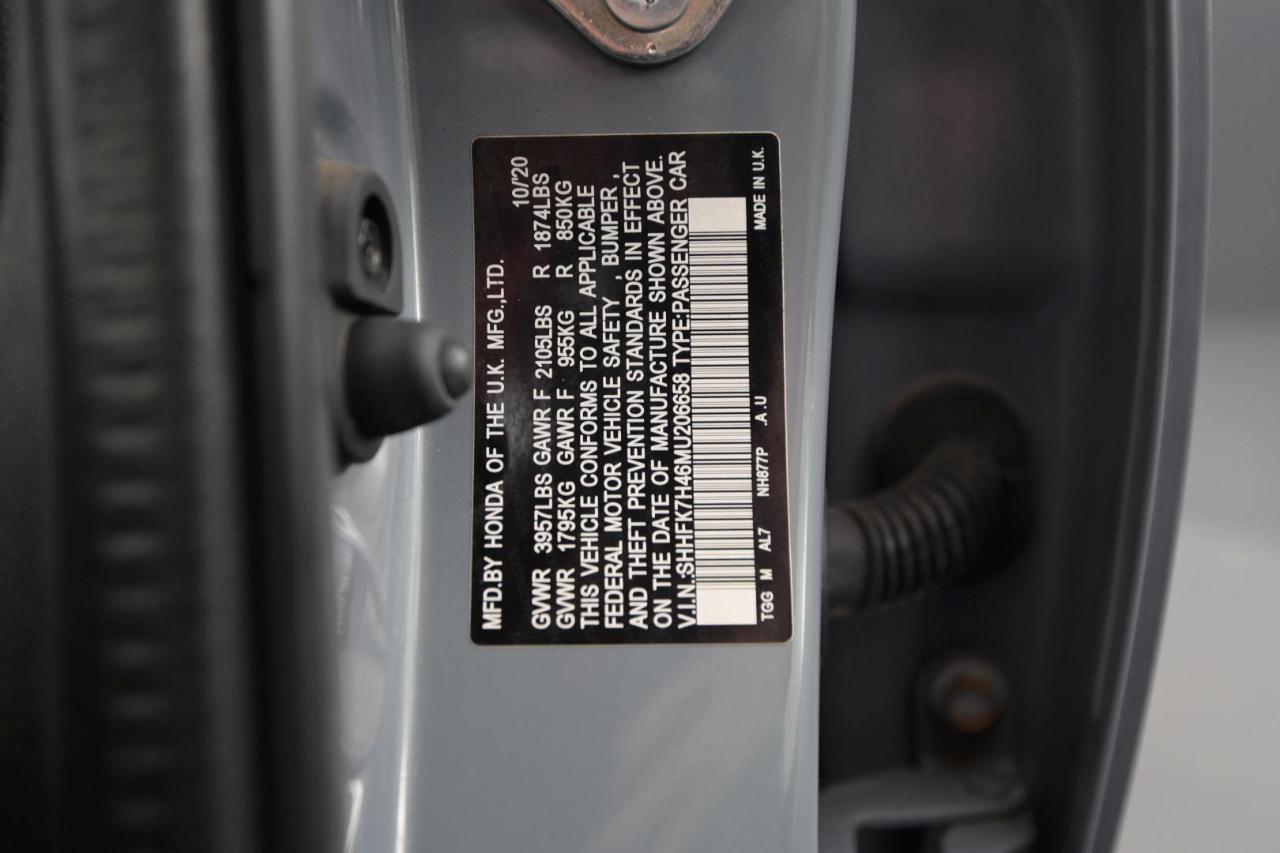 MFD.BY HONDA OF THE U.K. MFG.,LTD.
10/'20
GVWR 3957LBS GAWR F 2105LBS R 1874LBS
GVWR 1795KG GAWR F 955KG R 850KG
THIS VEHICLE CONFORMS TO ALL APPLICABLE
FEDERAL MOTOR VEHICLE SAFETY , BUMPER ,
AND THEFT PREVENTION STANDARDS IN EFFECT
ON THE DATE OF MANUFACTURE SHOWN ABOVE.
V.I.N.:SHHFK7H46MU206658 TYPE:PASSENGER CAR
TGG M AL7 NH877P .A.U MADE IN U.K.